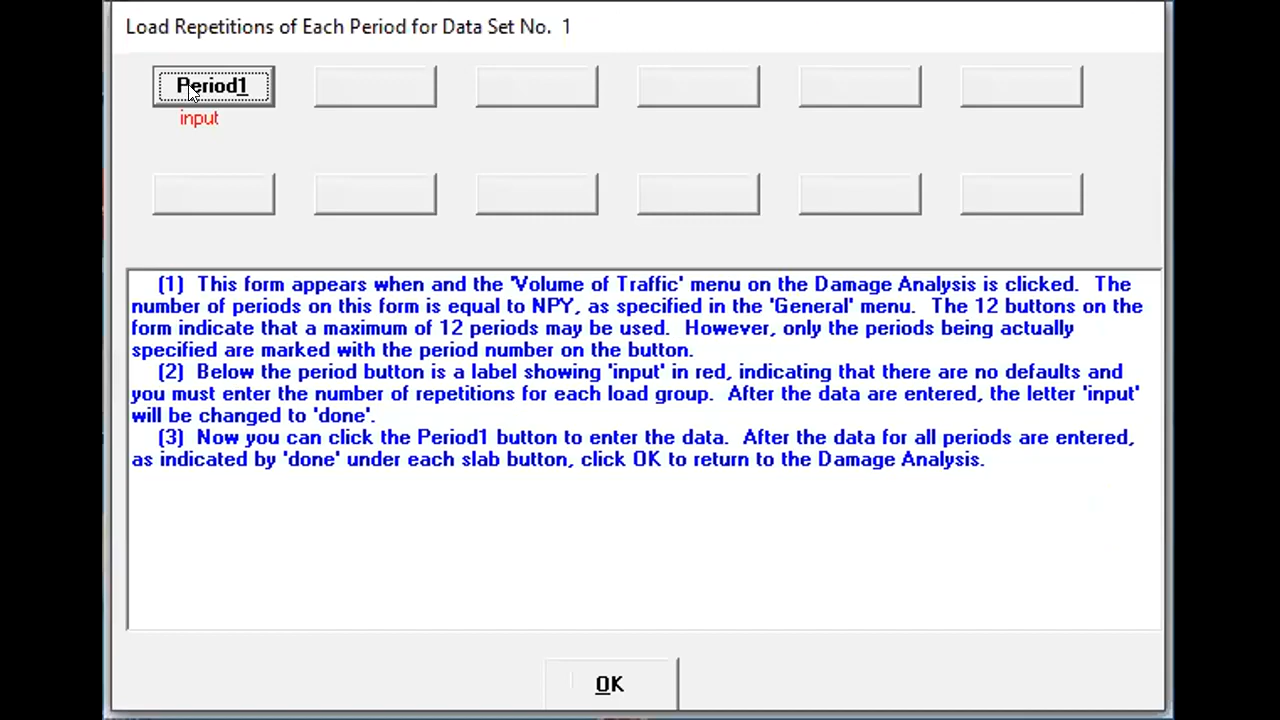 Load Repetitions of Each Period for Data Set No.  1
Period1
input
(1)  This form appears when and the 'Volume of Traffic' menu on the Damage Analysis is clicked.  The
number of periods on this form is equal to NPY, as specified in the 'General' menu.  The 12 buttons on the
form indicate that a maximum of 12 periods may be used.  However, only the periods being actually
specified are marked with the period number on the button.
(2)  Below the period button is a label showing 'input' in red, indicating that there are no defaults and
you must enter the number of repetitions for each load group.  After the data are entered, the letter 'input'
will be changed to 'done'.
(3)  Now you can click the Period1 button to enter the data.  After the data for all periods are entered,
as indicated by 'done' under each slab button, click OK to return to the Damage Analysis.
OK